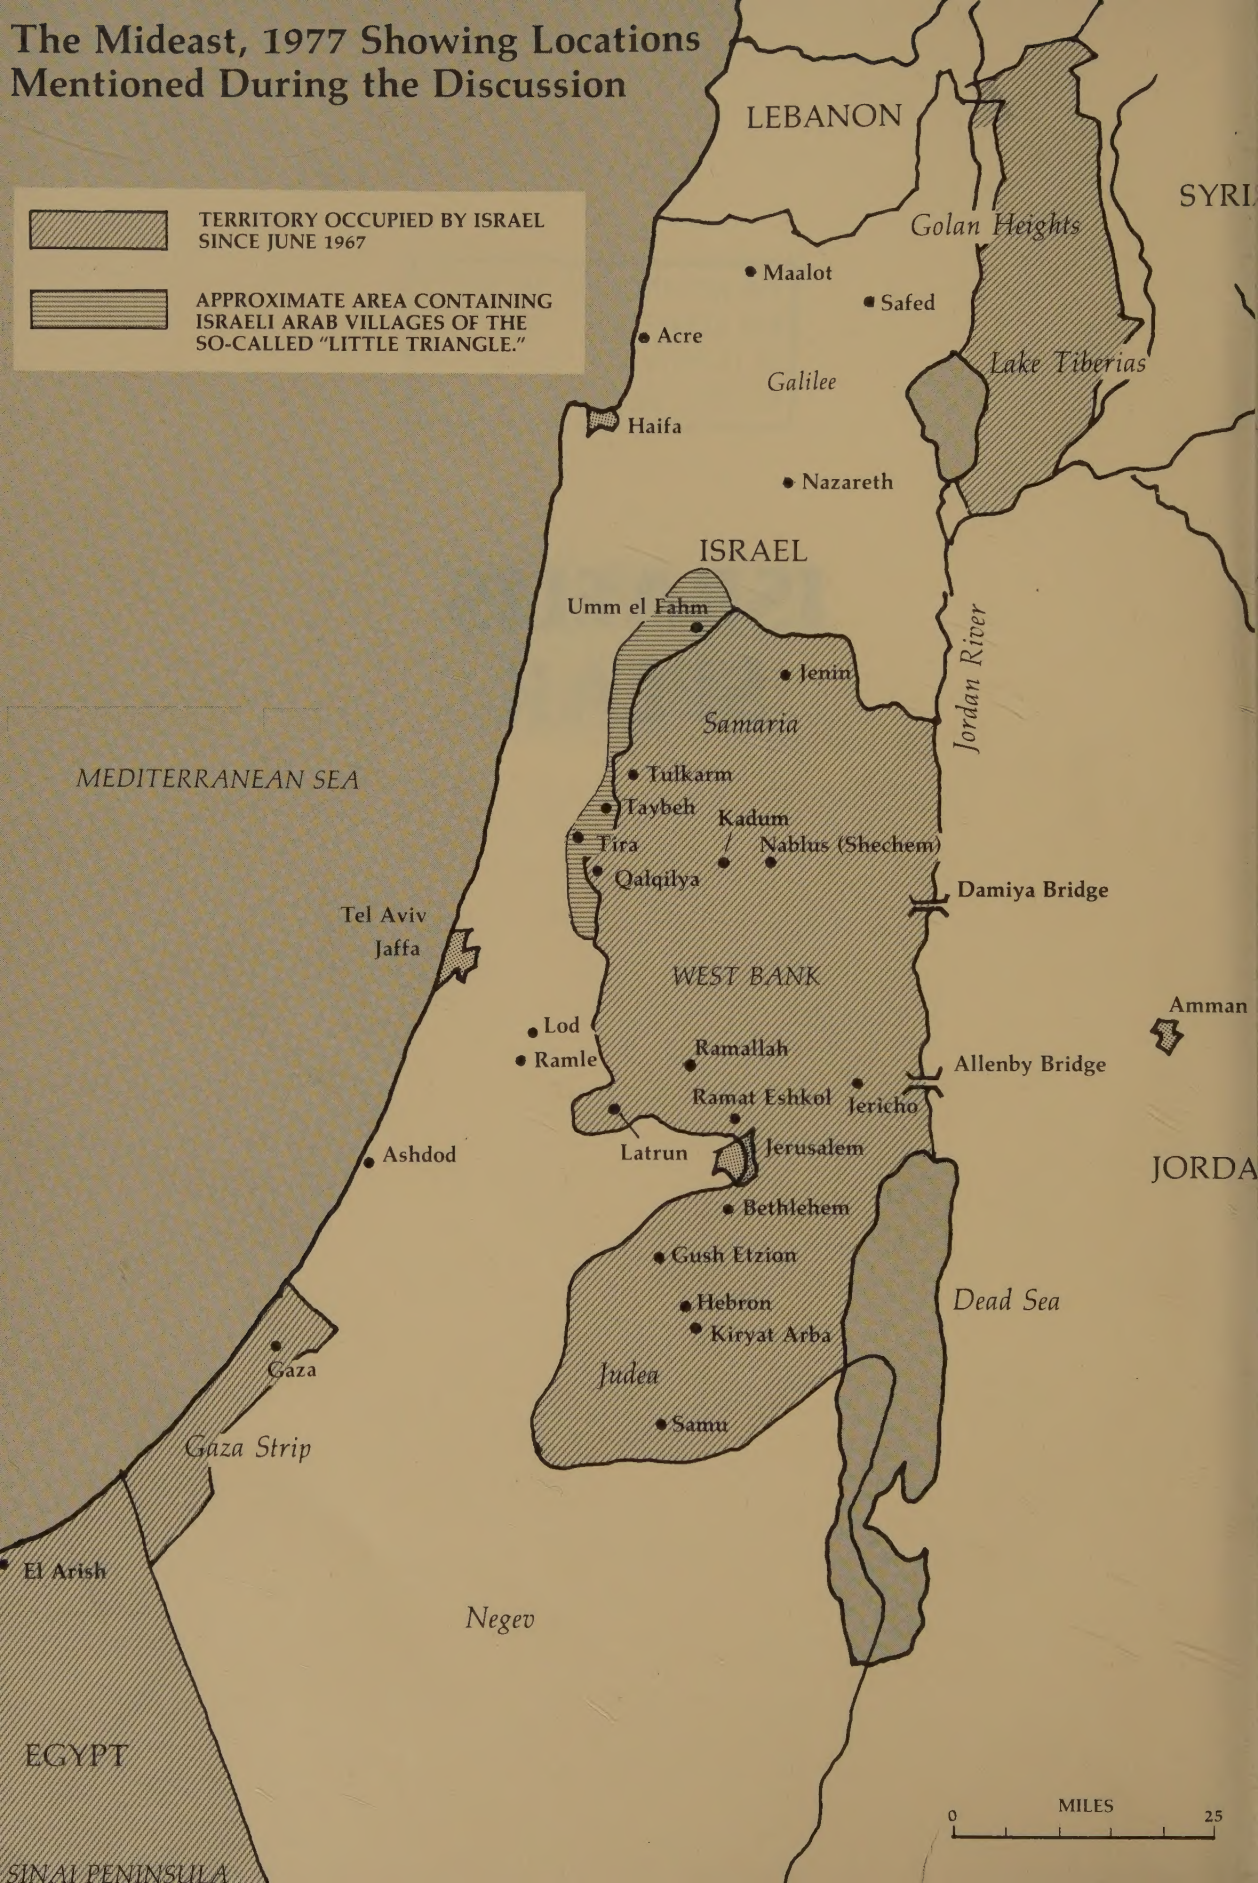 The Mideast, 1977 Showing Locations
Mentioned During the Discussion
TERRITORY OCCUPIED BY ISRAEL
SINCE JUNE 1967
APPROXIMATE AREA CONTAINING
ISRAELI ARAB VILLAGES OF THE
SO-CALLED "LITTLE TRIANGLE."
LEBANON
SYRI
Golan Heights
Maalot
Safed
Acre
Lake Tiberias
Galilee
Haifa
Nazareth
ISRAEL
Umm el Fahm
Jordan River
Jenin
Samaria
MEDITERRANEAN SEA
Tulkarm
Taybeh
Kadum
Tira
Nablus (Shechem)
Qalqilya
Damiya Bridge
Tel Aviv
Jaffa
WEST BANK
Amman
Lod
Ramallah
Ramle
Allenby Bridge
Ramat Eshkol
Jericho
Latrun
Jerusalem
Ashdod
JORDA
Bethlehem
Gush Etzion
Hebron
Dead Sea
Kiryat Arba
Gaza
Judea
Samu
Gaza Strip
El Arish
Negev
EGYPT
MILES
0 25
SINAI PENINSULA